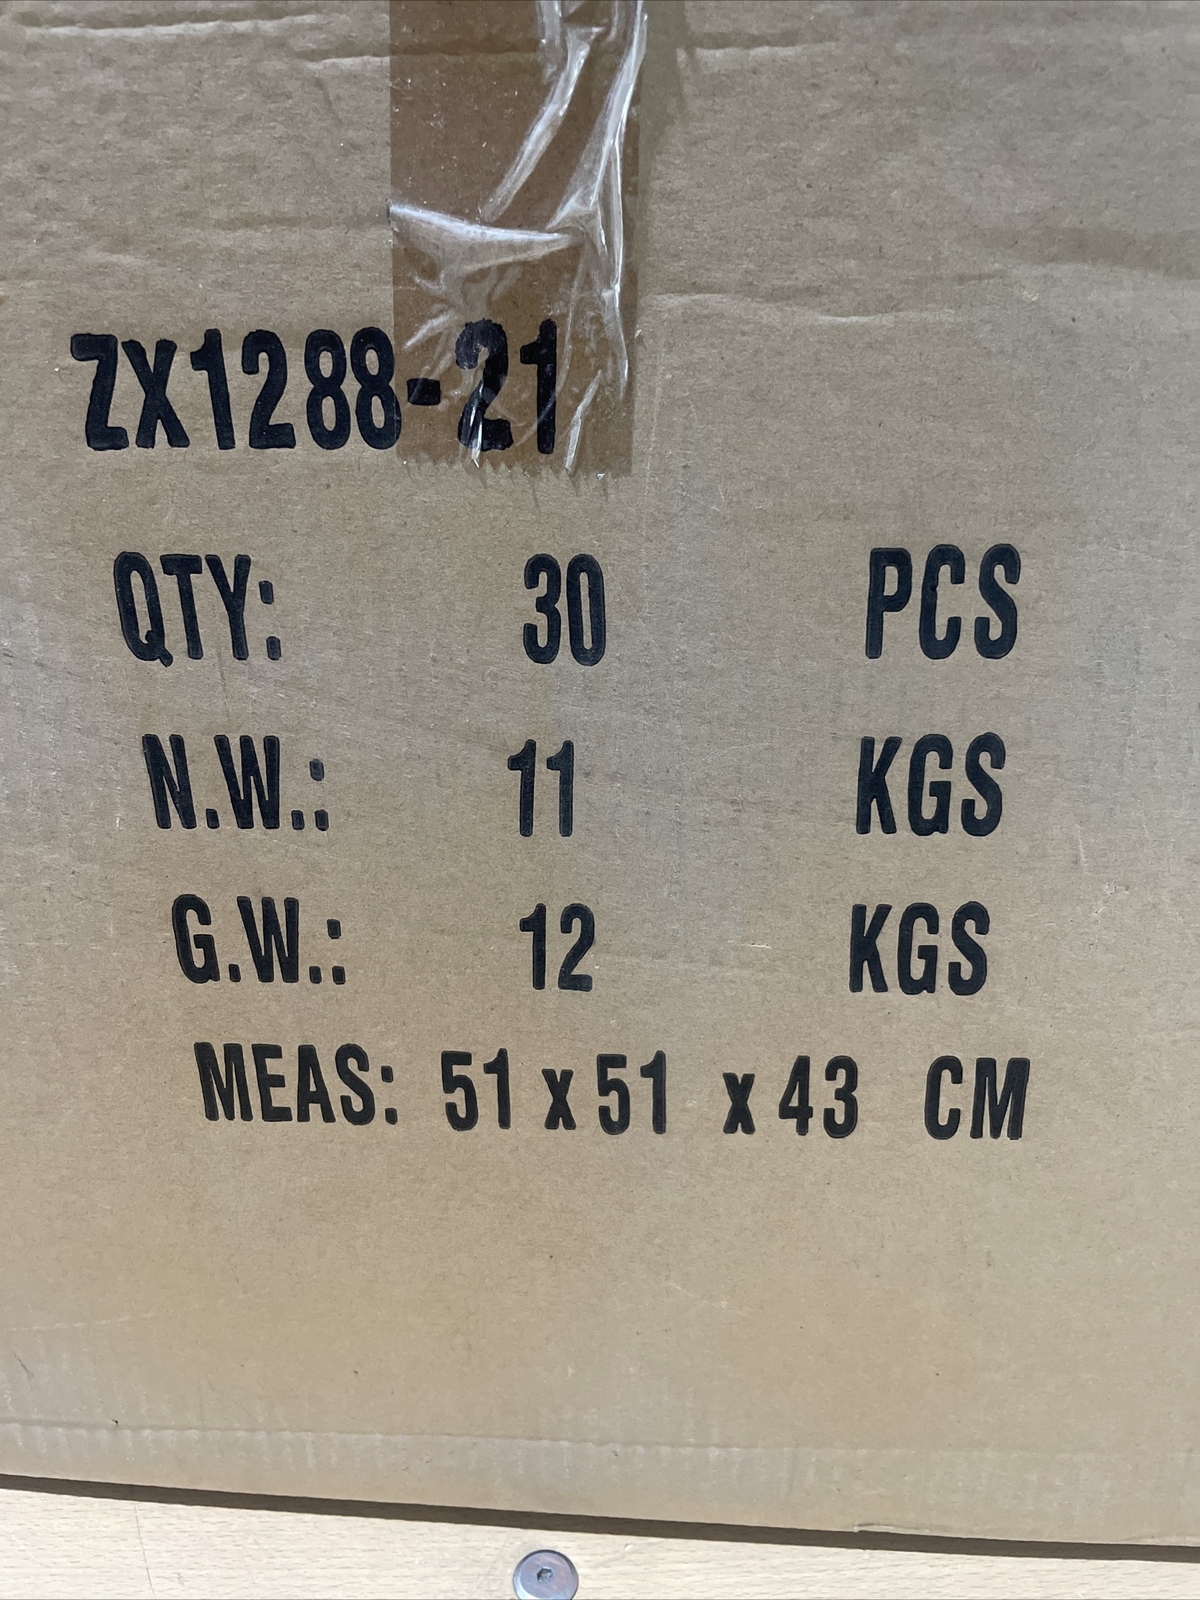 ZX1288-21
QTY: 30 PCS
N.W.: 11 KGS
G.W.: 12 KGS
MEAS: 51 x 51 x 43 CM